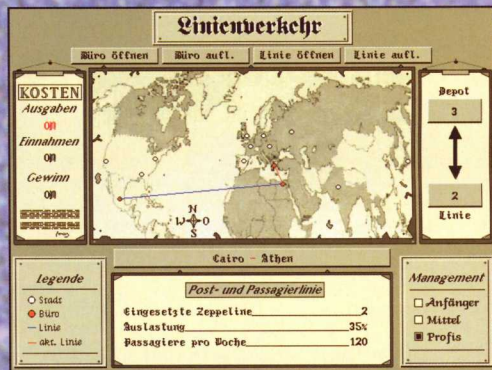 Linienverkehr
Büro öffnen
Büro aufl.
Linie öffnen
Linie aufl.
KOSTEN
Ausgaben
0M
Einnahmen
0M
Gewinn
0M
N
W O
S
Depot
3
2
Linie
Cairo - Athen
Legende
Stadt
Büro
Linie
akt. Linie
Post- und Passagierlinie
Eingesetzte Zeppeline 2
Auslastung 35%
Passagiere pro Woche 120
Management
Anfänger
Mittel
Profis